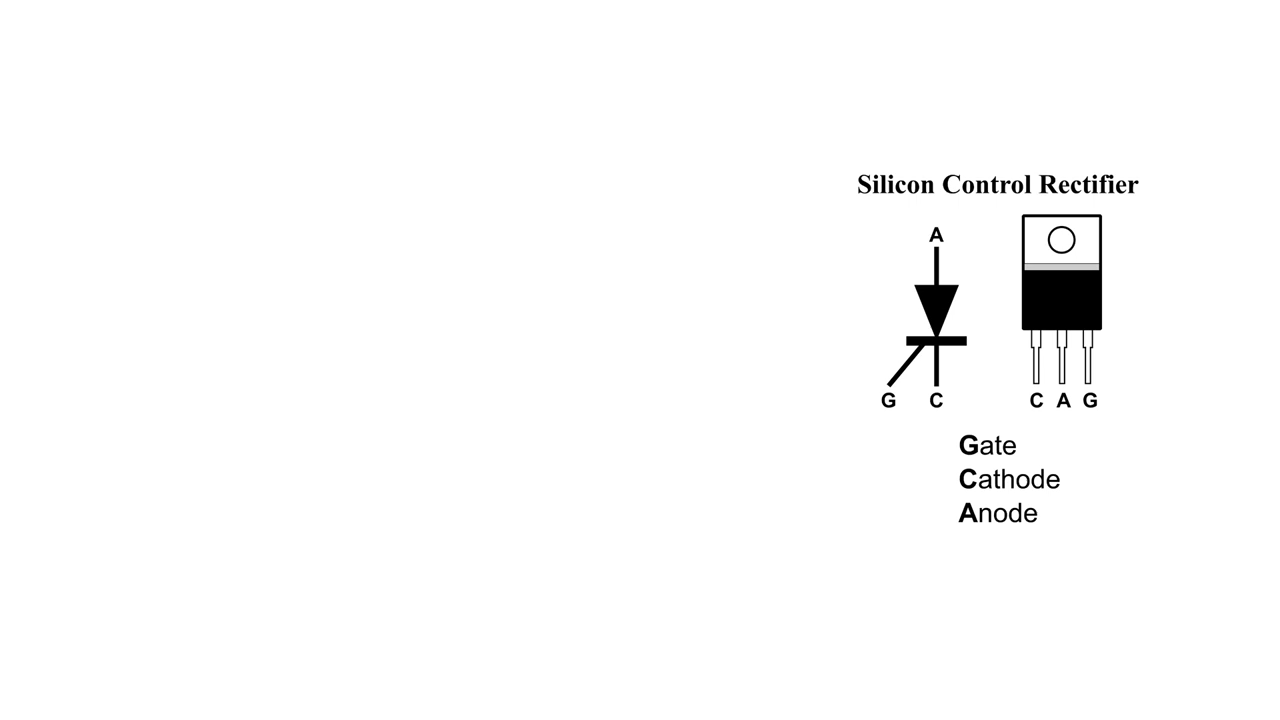 Silicon Control Rectifier
A
G C
C A G
Gate
Cathode
Anode